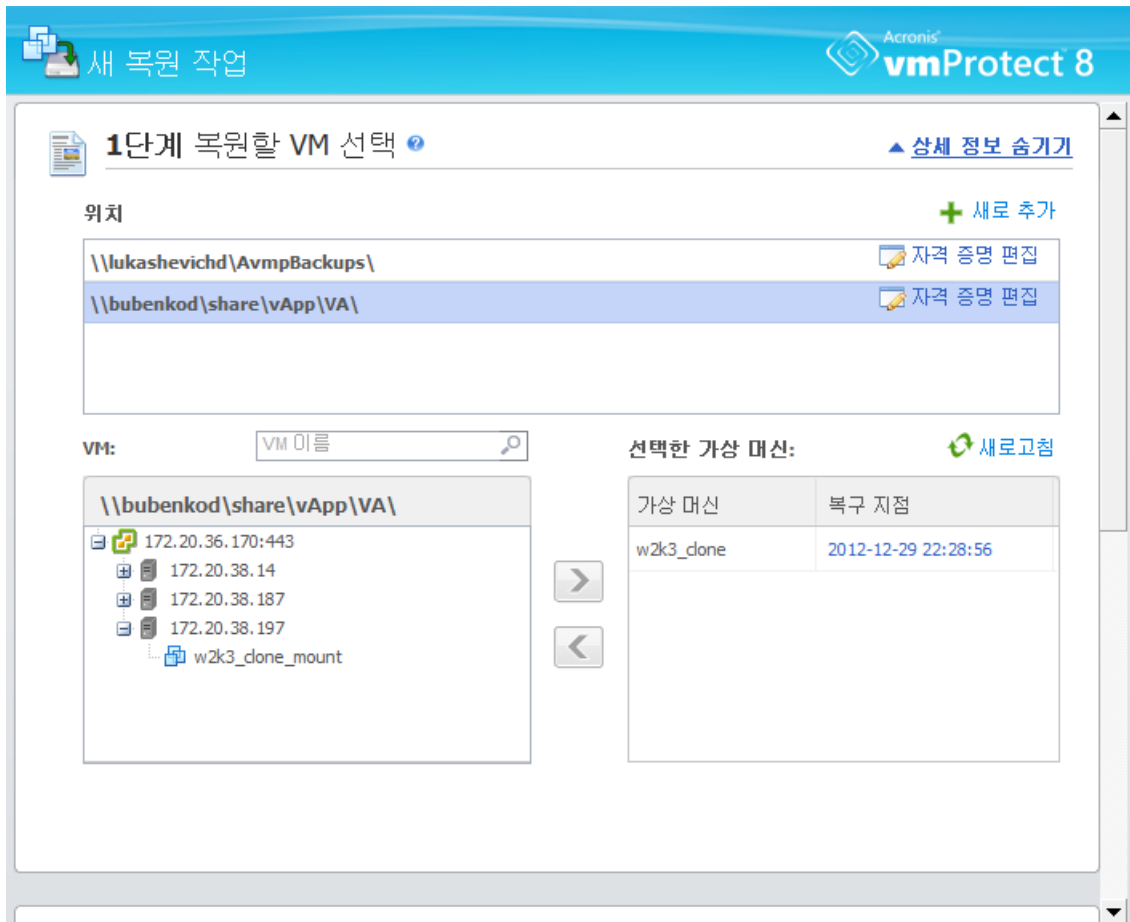 새 복원 작업
Acronis®
vmProtect™ 8
1단계 복원할 VM 선택
상세 정보 숨기기
위치
새로 추가
\\lukashevichd\AvmpBackups\
자격 증명 편집
\\bubenkod\share\vApp\VA\
자격 증명 편집
VM:
VM 이름
선택한 가상 머신:
새로고침
\\bubenkod\share\vApp\VA\
가상 머신
복구 지점
172.20.36.170:443
172.20.38.14
172.20.38.187
172.20.38.197
w2k3_clone_mount
w2k3_clone
2012-12-29 22:28:56